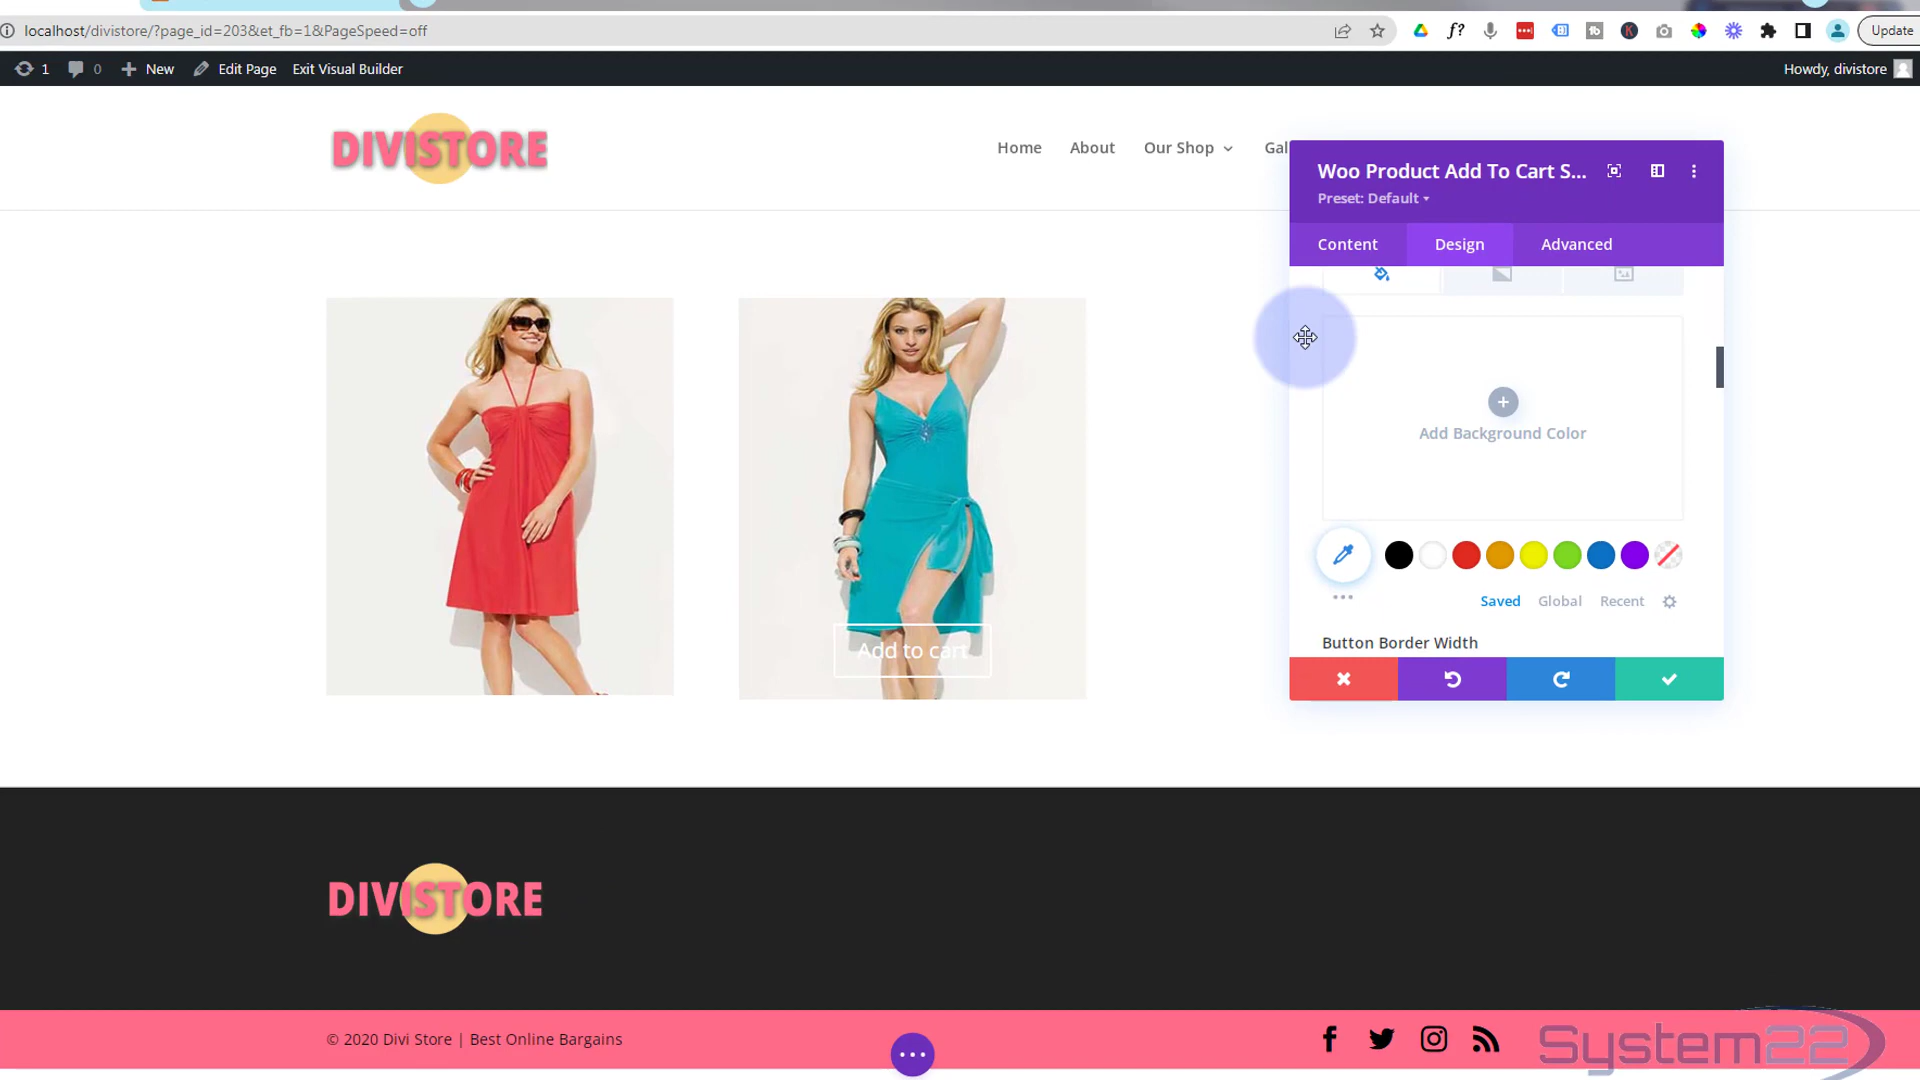 localhost/divistore/?page_id=203&et_fb=1&PageSpeed=off
Update
1
0
New
Edit Page
Exit Visual Builder
Howdy, divistore
DIVISTORE
Home
About
Our Shop
Gal
Woo Product Add To Cart S...
Preset: Default
Content
Design
Advanced
Add Background Color
Saved
Global
Recent
Button Border Width
Add to cart
DIVISTORE
© 2020 Divi Store | Best Online Bargains
System22